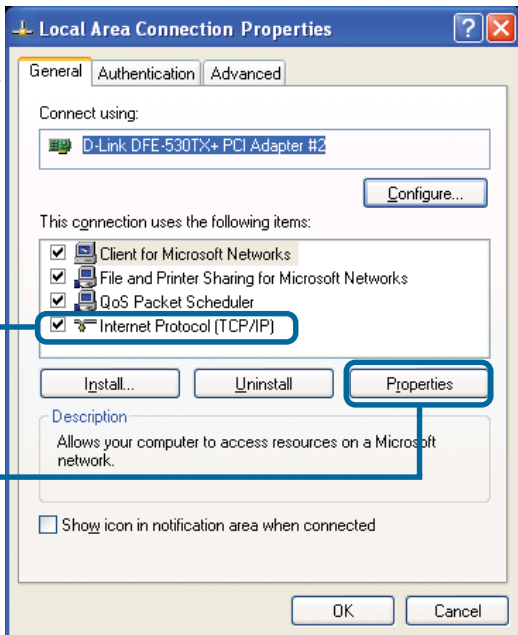 Local Area Connection Properties
General Authentication Advanced
Connect using:
D-Link DFE-530TX+ PCI Adapter #2
Configure...
This connection uses the following items:
Client for Microsoft Networks
File and Printer Sharing for Microsoft Networks
QoS Packet Scheduler
Internet Protocol (TCP/IP)
Install... Uninstall Properties
Description
Allows your computer to access resources on a Microsoft
network.
Show icon in notification area when connected
OK Cancel